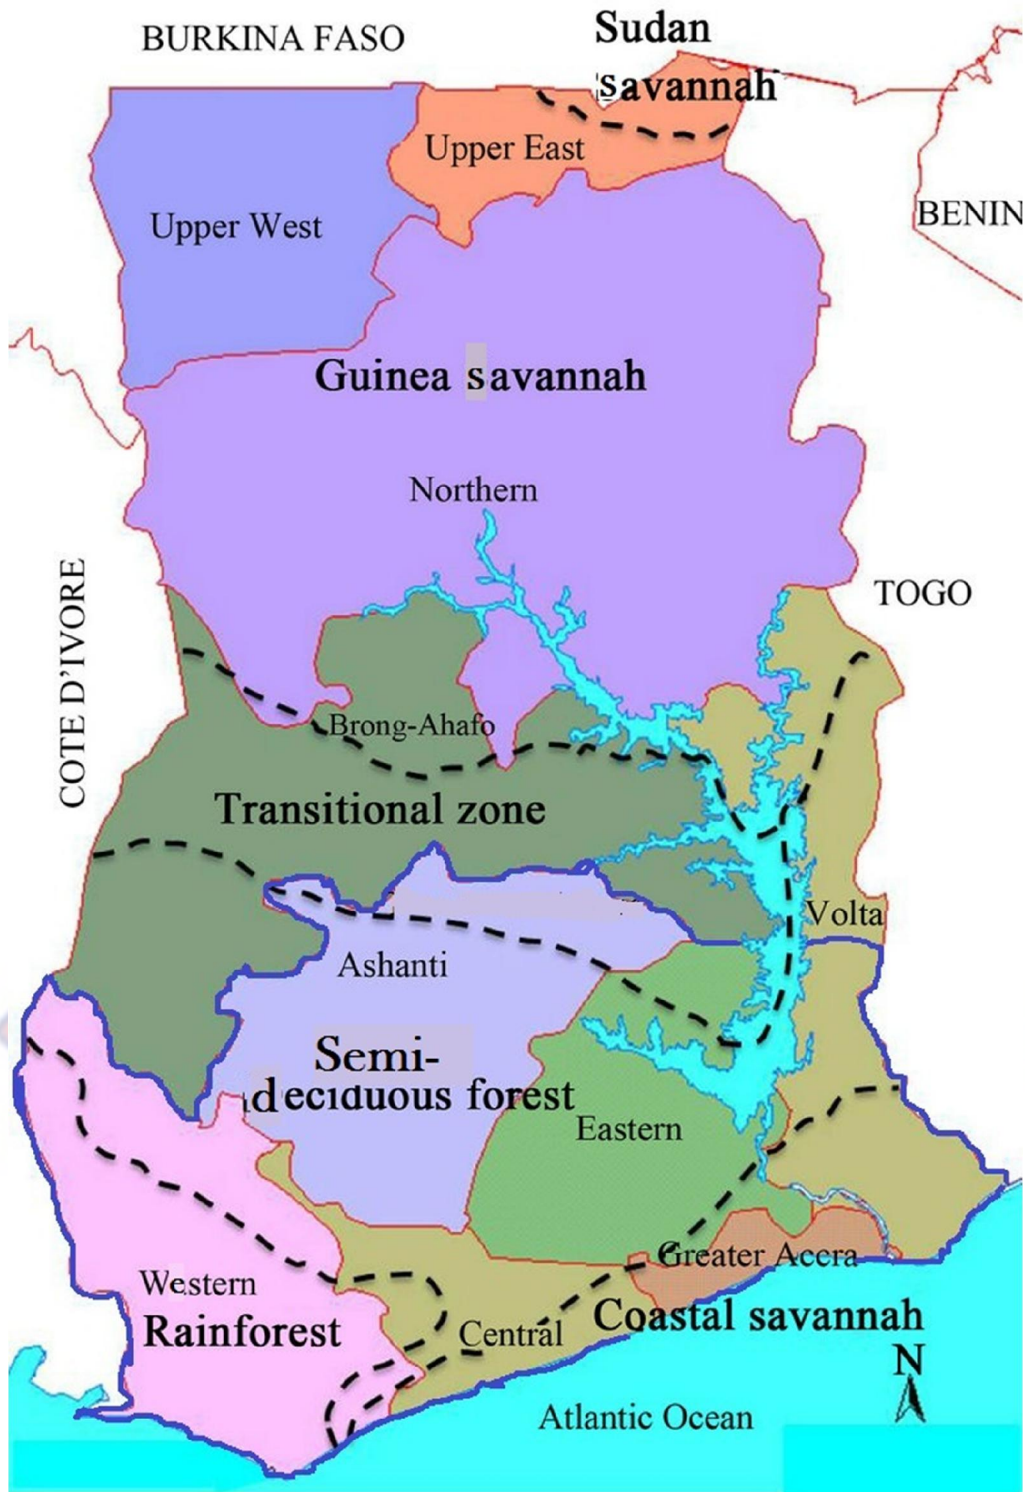 BURKINA FASO
Sudan
savannah
Upper East
Upper West
BENIN
Guinea savannah
Northern
COTE D'IVORE
TOGO
Brong-Ahafo
Transitional zone
Volta
Ashanti
Semi-
deciduous forest
Eastern
Greater Accra
Western
Rainforest
Central
Coastal savannah
N
Atlantic Ocean